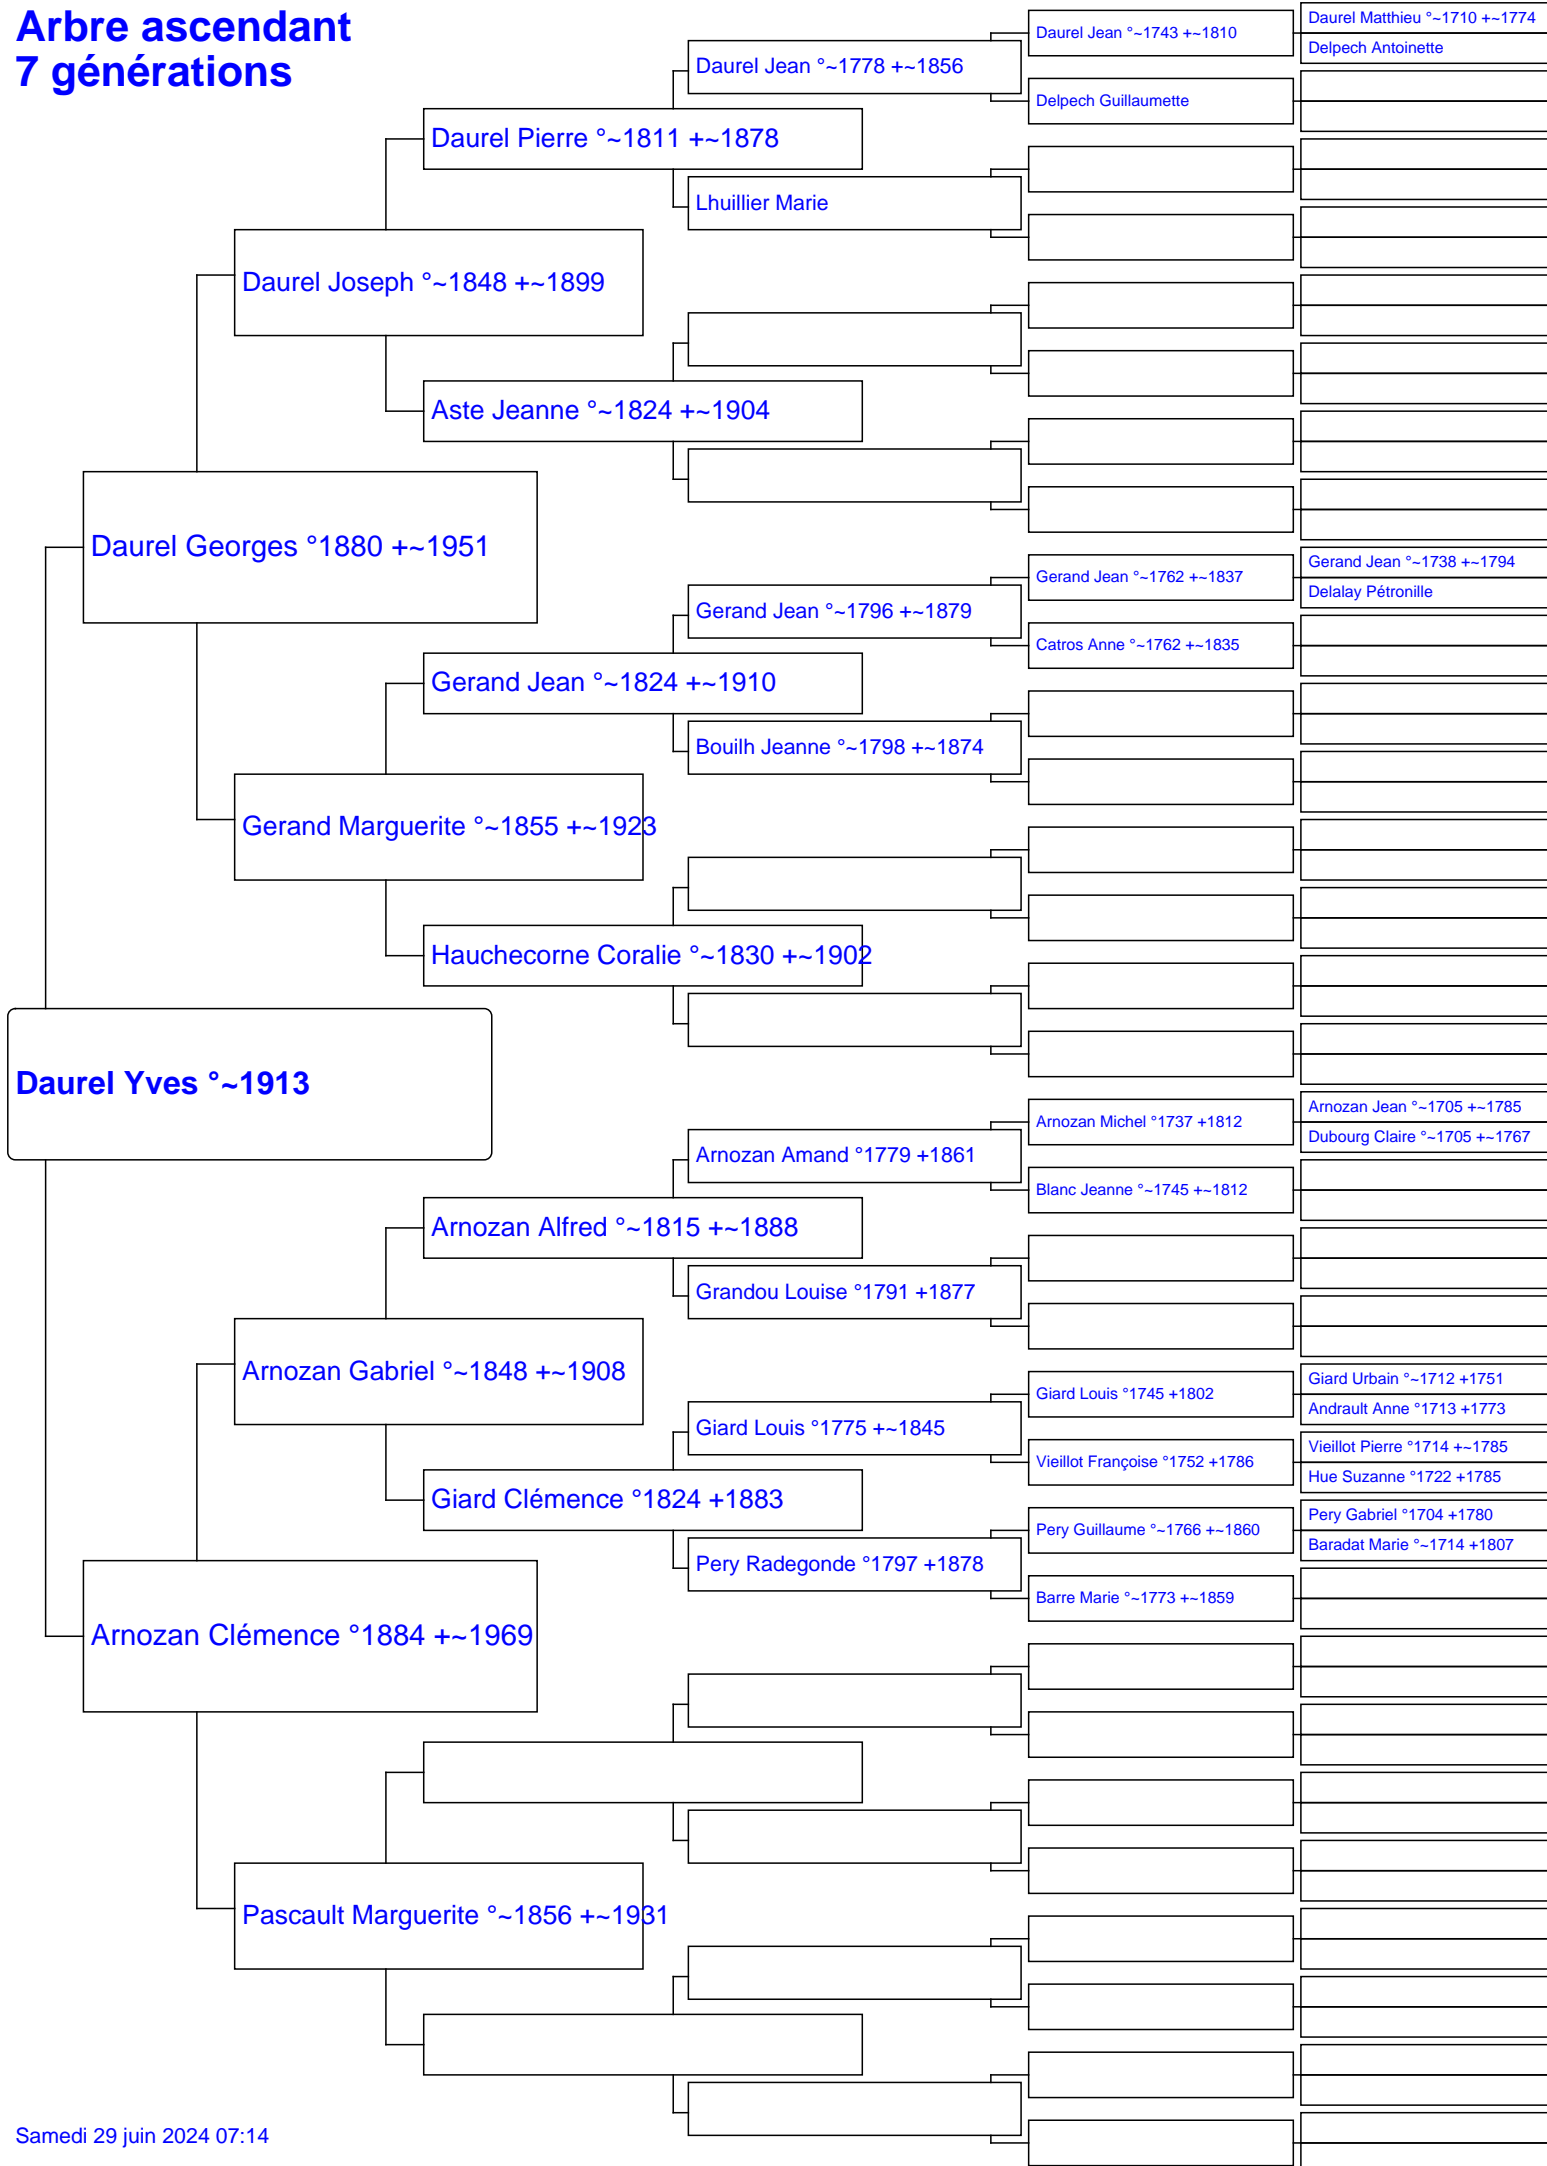 Arbre ascendant
7 générations
Daurel Yves °~1913
Daurel Georges °1880 +~1951
Arnozan Clémence °1884 +~1969
Daurel Joseph °~1848 +~1899
Gerand Marguerite °~1855 +~1923
Arnozan Gabriel °~1848 +~1908
Pascault Marguerite °~1856 +~1931
Daurel Pierre °~1811 +~1878
Aste Jeanne °~1824 +~1904
Gerand Jean °~1824 +~1910
Hauchecorne Coralie °~1830 +~1902
Arnozan Alfred °~1815 +~1888
Giard Clémence °1824 +1883
Daurel Jean °~1778 +~1856
Lhuillier Marie
Gerand Jean °~1796 +~1879
Bouilh Jeanne °~1798 +~1874
Arnozan Amand °1779 +1861
Grandou Louise °1791 +1877
Giard Louis °1775 +~1845
Pery Radegonde °1797 +1878
Daurel Jean °~1743 +~1810
Delpech Guillaumette
Gerand Jean °~1762 +~1837
Catros Anne °~1762 +~1835
Arnozan Michel °1737 +1812
Blanc Jeanne °~1745 +~1812
Giard Louis °1745 +1802
Vieillot Françoise °1752 +1786
Pery Guillaume °~1766 +~1860
Barre Marie °~1773 +~1859
Daurel Matthieu °~1710 +~1774
Delpech Antoinette
Gerand Jean °~1738 +~1794
Delalay Pétronille
Arnozan Jean °~1705 +~1785
Dubourg Claire °~1705 +~1767
Giard Urbain °~1712 +1751
Andrault Anne °1713 +1773
Vieillot Pierre °1714 +~1785
Hue Suzanne °1722 +1785
Pery Gabriel °1704 +1780
Baradat Marie °~1714 +1807
Samedi 29 juin 2024 07:14